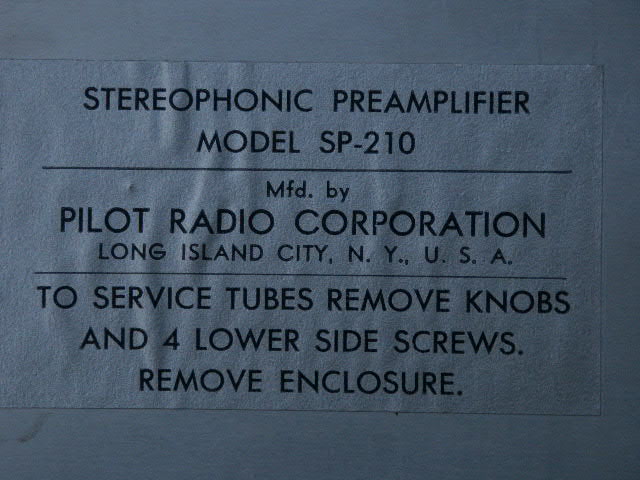 STEREOPHONIC PREAMPLIFIER
MODEL SP-210
Mfd. by
PILOT RADIO CORPORATION
LONG ISLAND CITY, N. Y., U. S. A.
TO SERVICE TUBES REMOVE KNOBS
AND 4 LOWER SIDE SCREWS.
REMOVE ENCLOSURE.